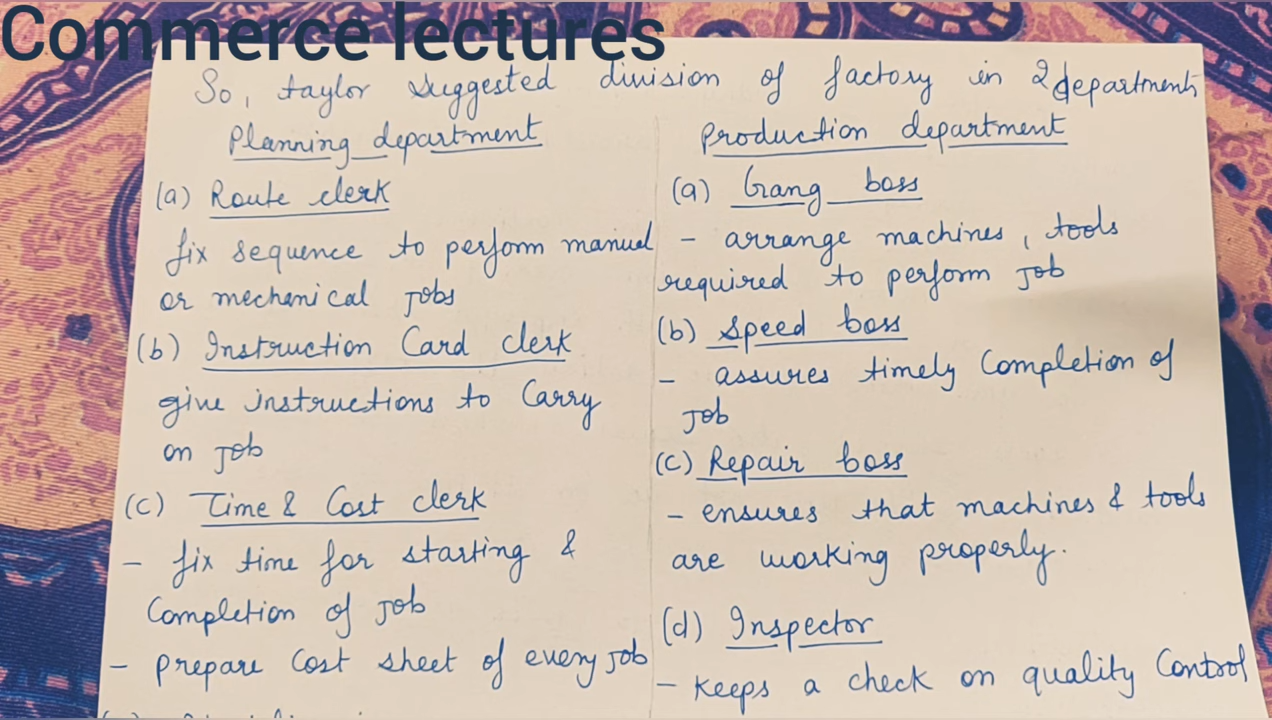 Commerce lectures
So, taylor suggested division of factory in 2 departments
Planning department
(a) Route clerk
fix sequence to perform manual
or mechanical jobs
(b) Instruction Card clerk
give instructions to Carry
on job
(c) Time & Cost clerk
- fix time for starting &
Completion of job
- prepare Cost sheet of every job
Production department
(a) Gang boss
- arrange machines, tools
required to perform job
(b) Speed boss
- assures timely Completion of
job
(c) Repair boss
- ensures that machines & tools
are working properly.
(d) Inspector
- keeps a check on quality Control